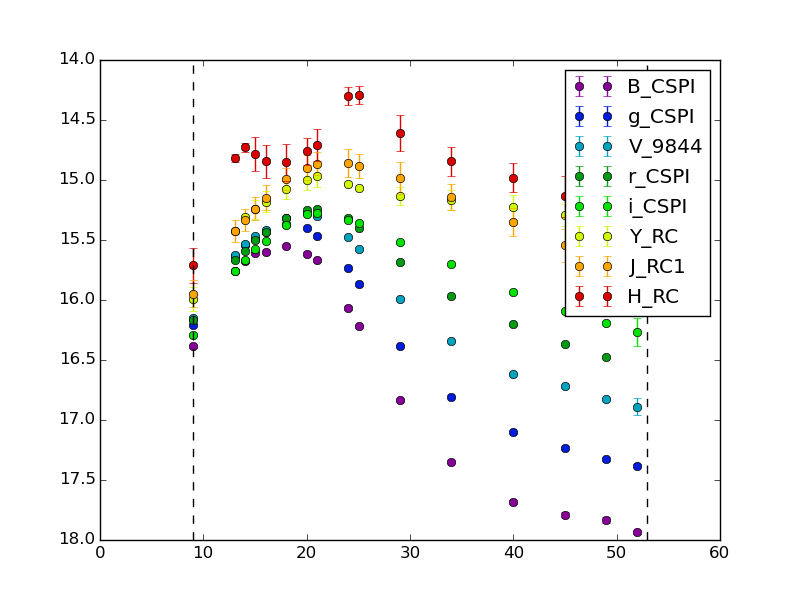 14.0
14.5
15.0
15.5
16.0
16.5
17.0
17.5
18.0
0
10
20
30
40
50
60
B_CSPI
g_CSPI
V_9844
r_CSPI
i_CSPI
Y_RC
J_RC1
H_RC